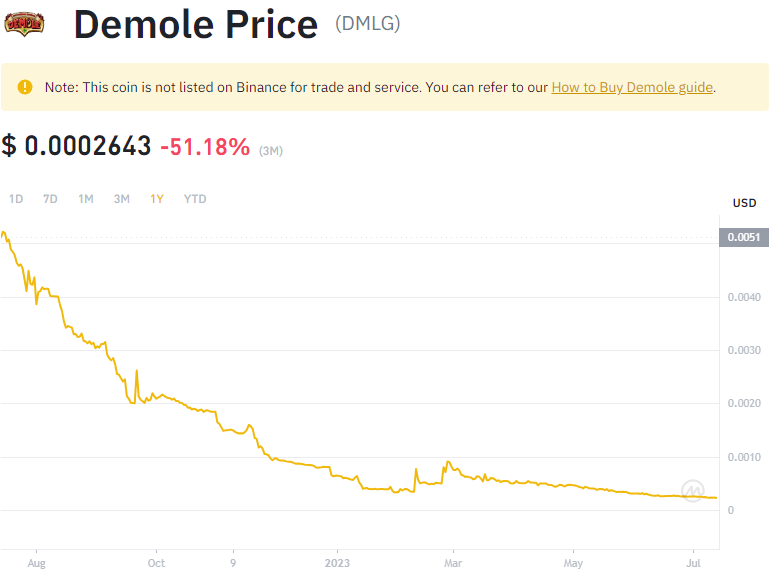 DEMOLE
Demole Price (DMLG)
Note: This coin is not listed on Binance for trade and service. You can refer to our How to Buy Demole guide.
$ 0.0002643 -51.18% (3M)
1D 7D 1M 3M 1Y YTD
USD
0.0051
0.0040
0.0030
0.0020
0.0010
0
Aug Oct 9 2023 Mar May Jul